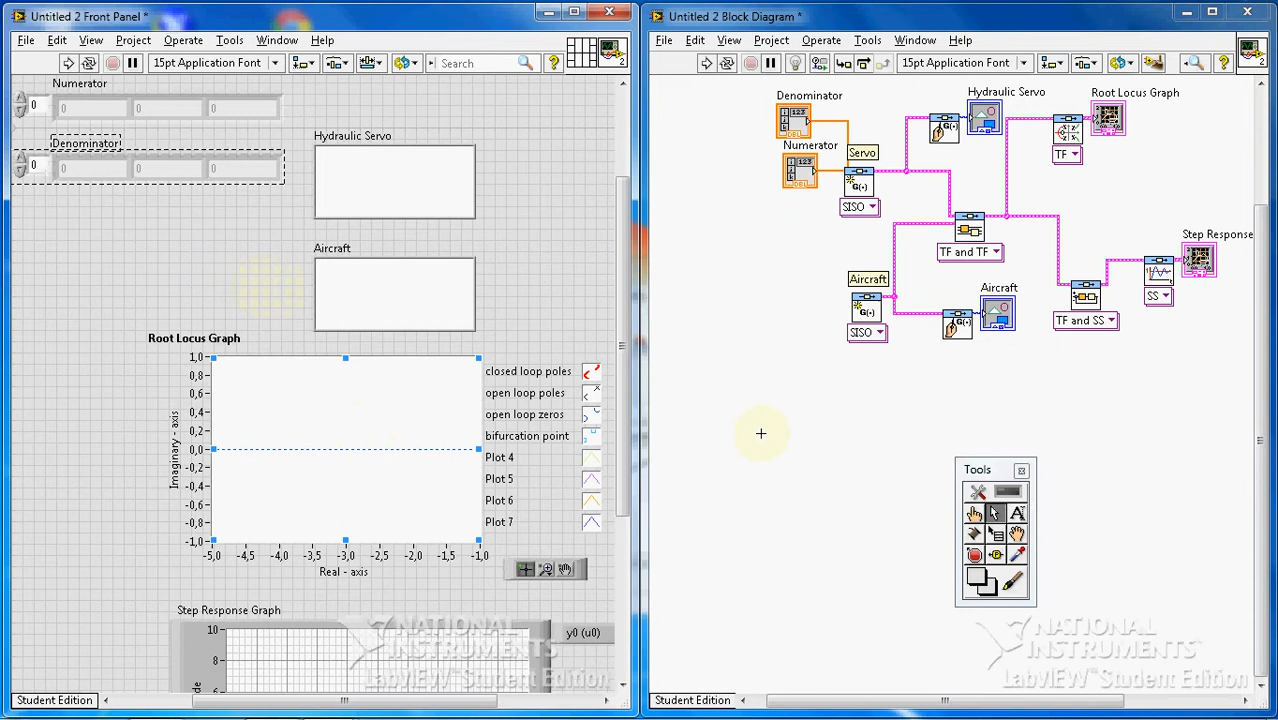 Untitled 2 Front Panel *
File Edit View Project Operate Tools Window Help
15pt Application Font
Search
2
Numerator
0 0 0 0
Denominator
0 0 0 0
Hydraulic Servo
Aircraft
Root Locus Graph
1,0
0,8
0,6
0,4
0,2
0,0
-0,2
-0,4
-0,6
-0,8
-1,0
Imaginary - axis
-5,0 -4,5 -4,0 -3,5 -3,0 -2,5 -2,0 -1,0
Real - axis
closed loop poles
open loop poles
open loop zeros
bifurcation point
Plot 4
Plot 5
Plot 6
Plot 7
Step Response Graph
10
8
6
de
y0 (u0)
NATIONAL
INSTRUMENTS
LabVIEW Student Edition
Student Edition
Untitled 2 Block Diagram *
File Edit View Project Operate Tools Window Help
15pt Application Font
2
Denominator
123
DBL
Numerator
123
DBL
Servo
G(•)
SISO
Hydraulic Servo
G(•)
Root Locus Graph
TF
TF and TF
Step Response
SS
TF and SS
Aircraft
G(•)
SISO
Aircraft
G(•)
Tools
NATIONAL
INSTRUMENTS
LabVIEW Student Edition
Student Edition